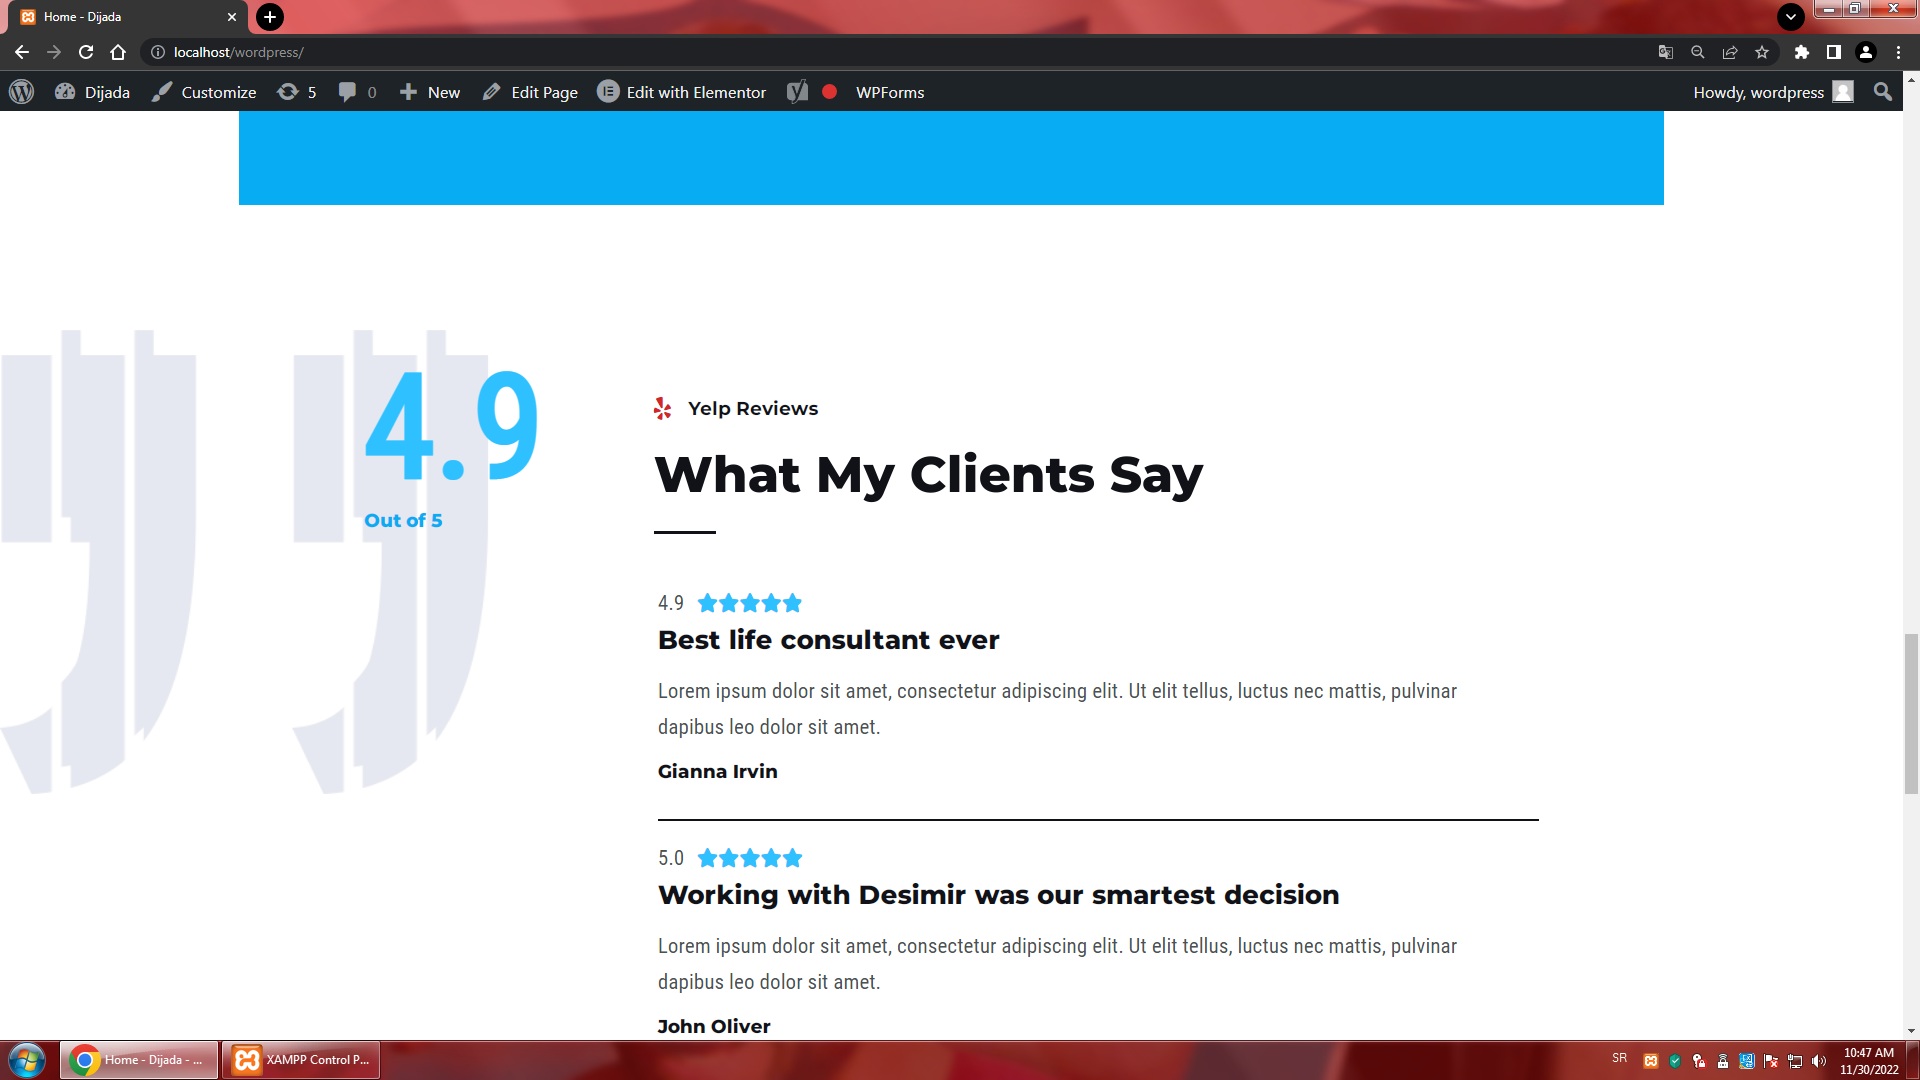 Home - Dijada
localhost/wordpress/
Dijada Customize 5 0 New Edit Page Edit with Elementor WPForms Howdy, wordpress
4.9
Out of 5
Yelp Reviews
What My Clients Say
4.9
Best life consultant ever
Lorem ipsum dolor sit amet, consectetur adipiscing elit. Ut elit tellus, luctus nec mattis, pulvinar
dapibus leo dolor sit amet.
Gianna Irvin
5.0
Working with Desimir was our smartest decision
Lorem ipsum dolor sit amet, consectetur adipiscing elit. Ut elit tellus, luctus nec mattis, pulvinar
dapibus leo dolor sit amet.
John Oliver
Home - Dijada - ... XAMPP Control P... SR 10:47 AM
11/30/2022